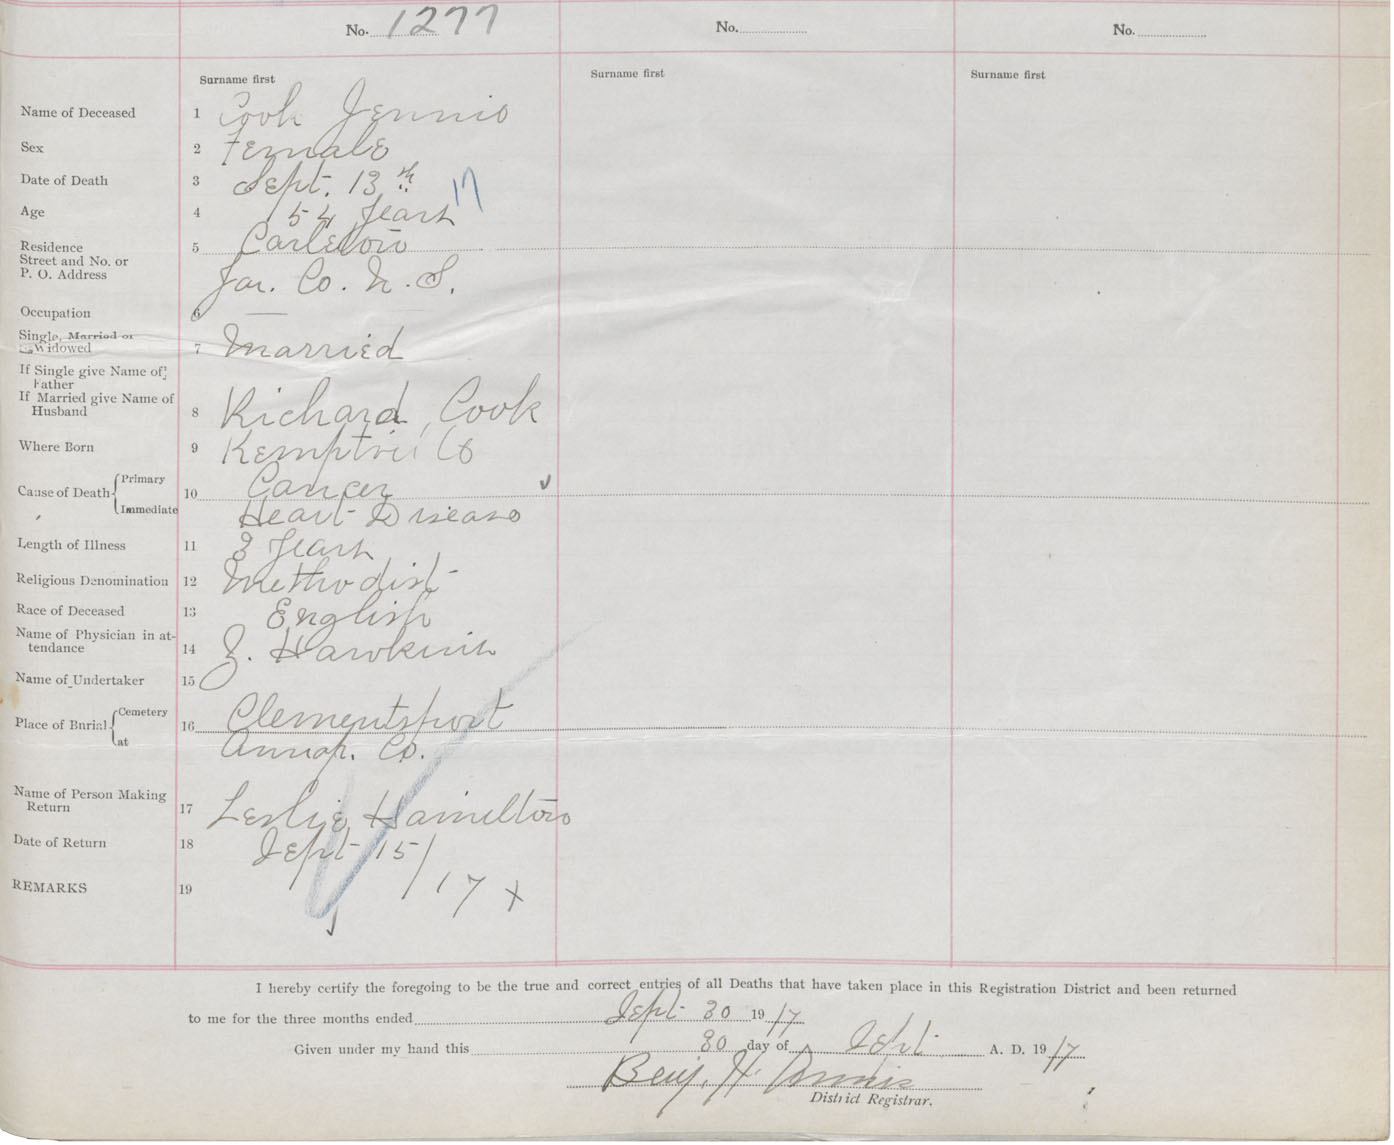 No. 1277 No. No.
Surname first Surname first Surname first
Name of Deceased 1 Cook Jennie
Sex 2 Female
Date of Death 3 Sept. 13th 17
Age 4 54 Years
Residence 5 Carleton
Street and No. or
P. O. Address Yar. Co. N. S.
Occupation 6 —
Single, Married or
Widowed 7 Married
If Single give Name of
Father
If Married give Name of
Husband 8 Richard Cook
Where Born 9 Co
Cause of Death Primary 10 Cancer
Immediate Heart Disease
Length of Illness 11 3 Years
Religious Denomination 12 Methodist
Race of Deceased 13 English
Name of Physician in at-
tendance 14 Hawkins
Name of Undertaker 15
Place of Burial Cemetery 16 Clementsport
at Annap. Co.
Name of Person Making
Return 17 Leslie Hamilton
Date of Return 18 Sept 15/
REMARKS 19 /17 x
I hereby certify the foregoing to be the true and correct entries of all Deaths that have taken place in this Registration District and been returned
to me for the three months ended Sept 30 19 17
Given under my hand this 30 day of Sept A. D. 19 17
Benj. H.
District Registrar.